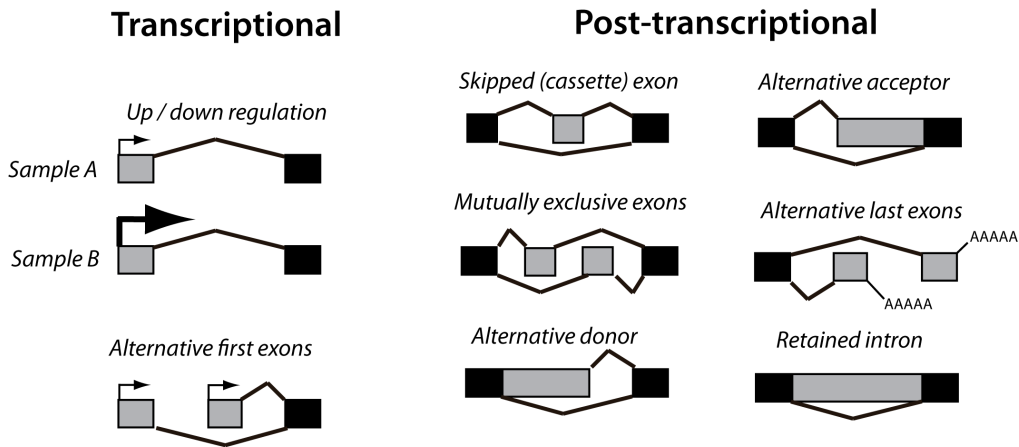 Transcriptional
Up / down regulation
Sample A
Sample B
Alternative first exons
Post-transcriptional
Skipped (cassette) exon
Alternative acceptor
Mutually exclusive exons
Alternative last exons
AAAAA
AAAAA
Alternative donor
Retained intron